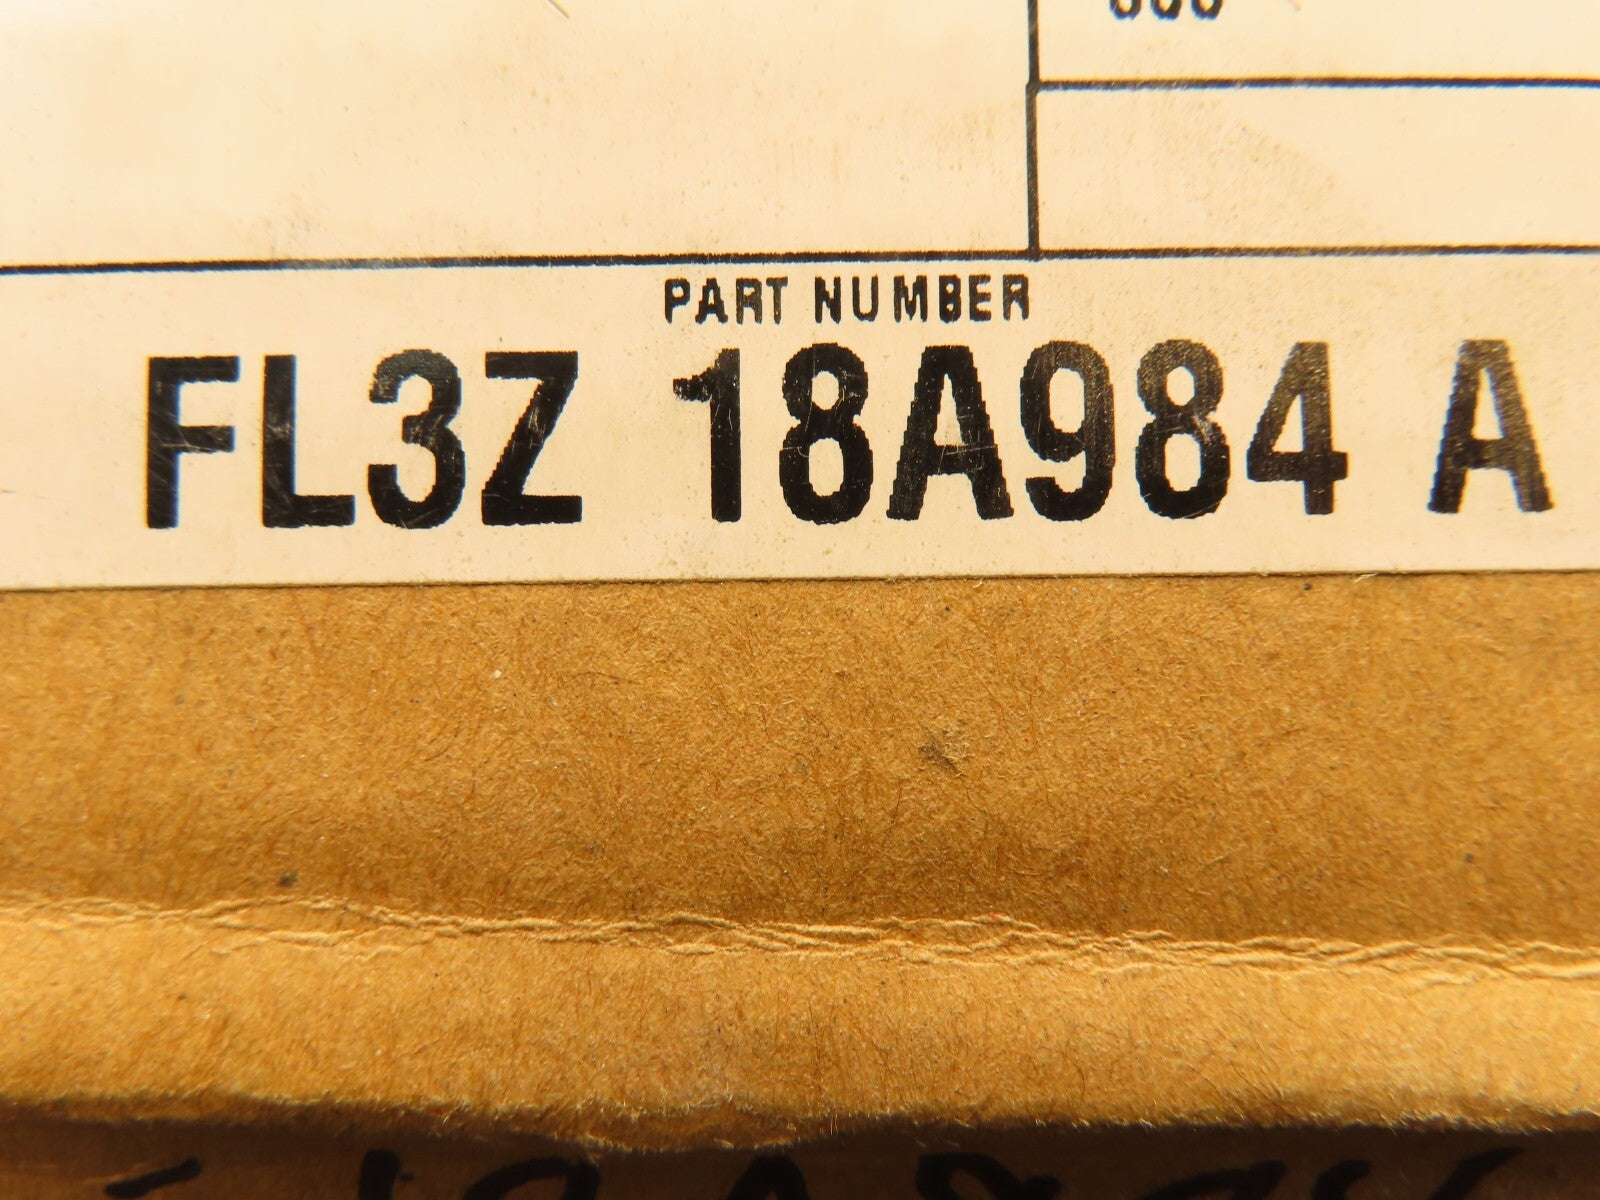 PART NUMBER
FL3Z 18A984 A